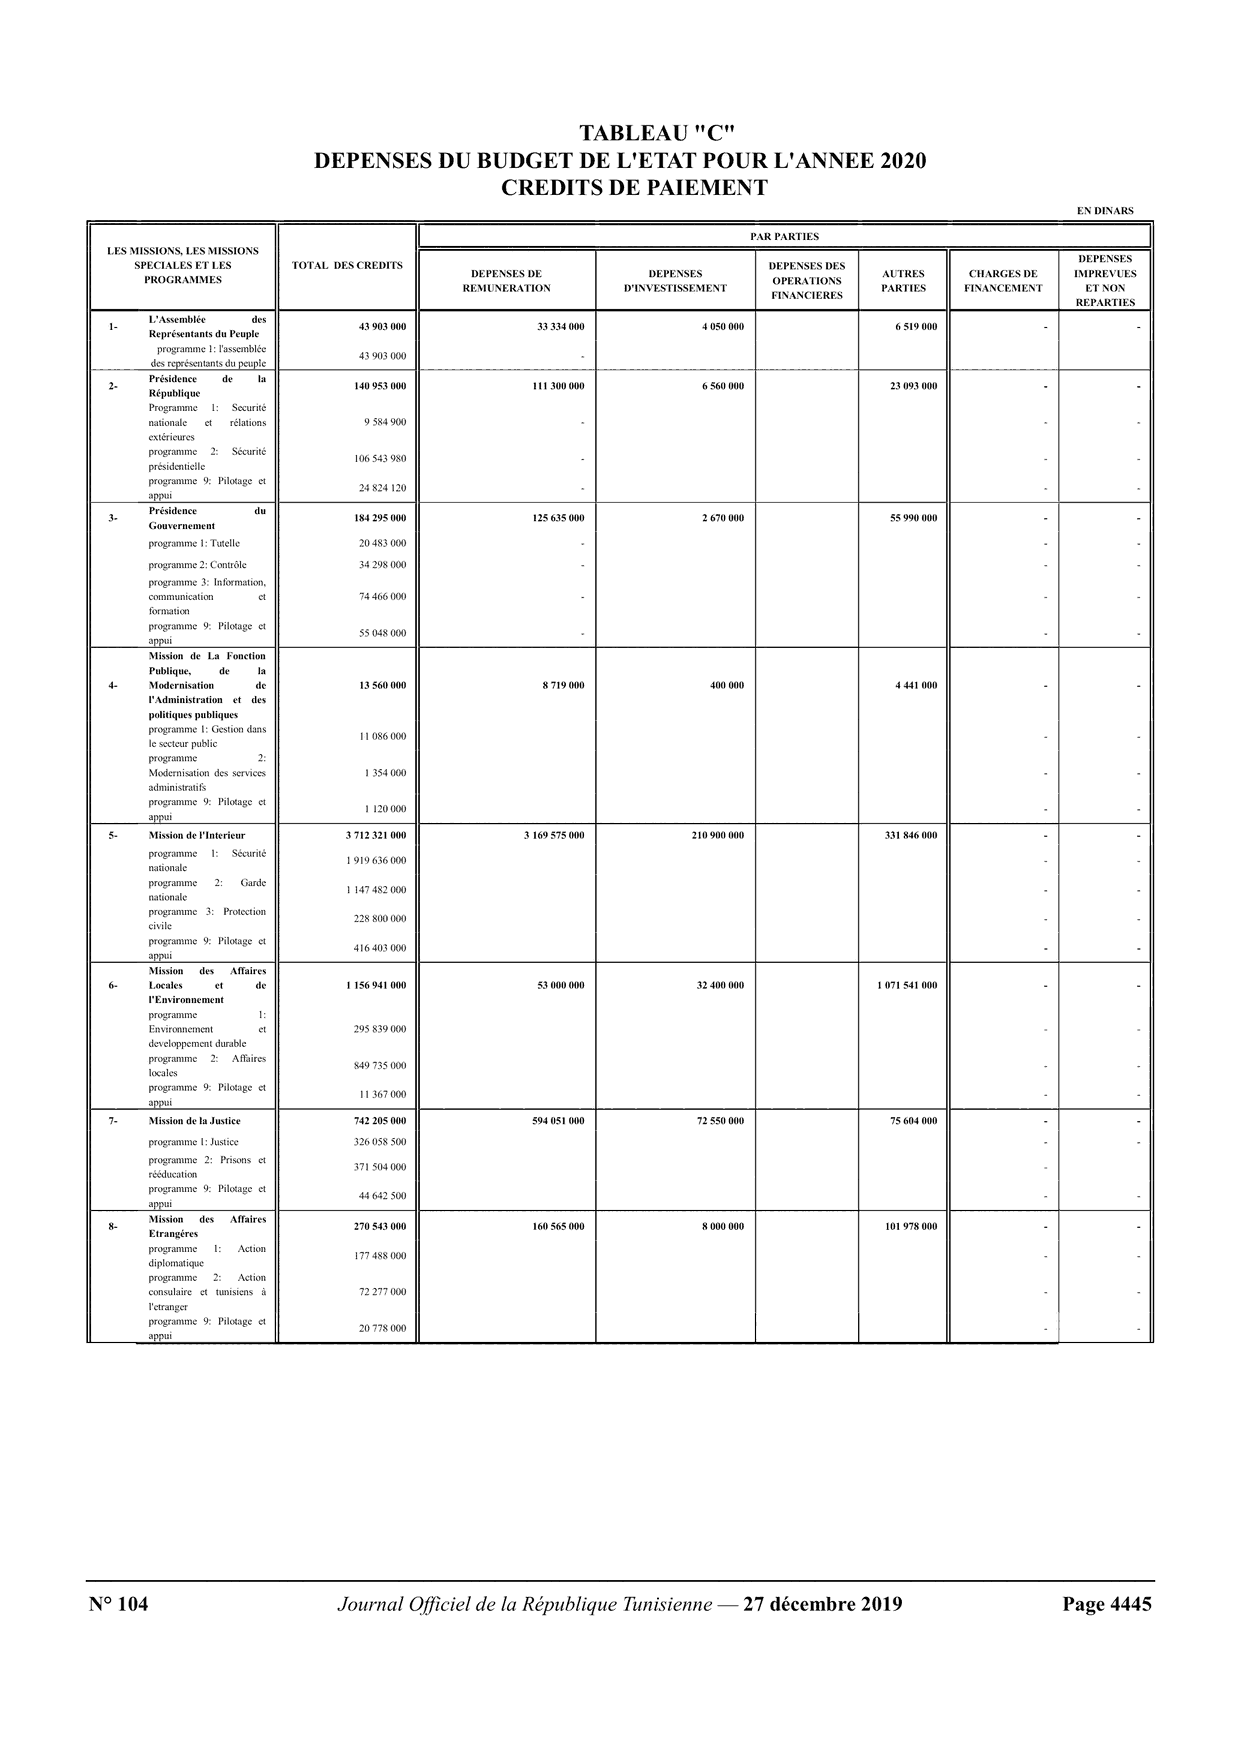 TABLEAU "C"
DEPENSES DU BUDGET DE L'ETAT POUR L'ANNEE 2020
CREDITS DE PAIEMENT
EN DINARS
LES MISSIONS, LES MISSIONS
SPECIALES ET LES
PROGRAMMES
TOTAL DES CREDITS
PAR PARTIES
DEPENSES DE
REMUNERATION
DEPENSES
D'INVESTISSEMENT
DEPENSES DES
OPERATIONS
FINANCIERES
AUTRES
PARTIES
CHARGES DE
FINANCEMENT
DEPENSES
IMPREVUES
ET NON
REPARTIES
1- L'Assemblée des
Représentants du Peuple
43 903 000 33 334 000 4 050 000 6 519 000 - -
programme 1: l'assemblée
des représentants du peuple
43 903 000 -
2- Présidence de la
République
140 953 000 111 300 000 6 560 000 23 093 000 - -
Programme 1: Securité
nationale et rélations
extérieures
9 584 900 - - -
programme 2: Sécurité
présidentielle
106 543 980 - - -
programme 9: Pilotage et
appui
24 824 120 - - -
3- Présidence du
Gouvernement
184 295 000 125 635 000 2 670 000 55 990 000 - -
programme 1: Tutelle 20 483 000 - - -
programme 2: Contrôle 34 298 000 - - -
programme 3: Information,
communication et
formation
74 466 000 - - -
programme 9: Pilotage et
appui
55 048 000 - - -
4- Mission de La Fonction
Publique, de la
Modernisation de
l'Administration et des
politiques publiques
13 560 000 8 719 000 400 000 4 441 000 - -
programme 1: Gestion dans
le secteur public
11 086 000 - -
programme 2:
Modernisation des services
administratifs
1 354 000 - -
programme 9: Pilotage et
appui
1 120 000 - -
5- Mission de l'Interieur 3 712 321 000 3 169 575 000 210 900 000 331 846 000 - -
programme 1: Sécurité
nationale
1 919 636 000 - -
programme 2: Garde
nationale
1 147 482 000 - -
programme 3: Protection
civile
228 800 000 - -
programme 9: Pilotage et
appui
416 403 000 - -
6- Mission des Affaires
Locales et de
l'Environnement
1 156 941 000 53 000 000 32 400 000 1 071 541 000 - -
programme 1:
Environnement et
developpement durable
295 839 000 - -
programme 2: Affaires
locales
849 735 000 - -
programme 9: Pilotage et
appui
11 367 000 - -
7- Mission de la Justice 742 205 000 594 051 000 72 550 000 75 604 000 - -
programme 1: Justice 326 058 500 - -
programme 2: Prisons et
rééducation
371 504 000 -
programme 9: Pilotage et
appui
44 642 500 - -
8- Mission des Affaires
Etrangéres
270 543 000 160 565 000 8 000 000 101 978 000 - -
programme 1: Action
diplomatique
177 488 000 - -
programme 2: Action
consulaire et tunisiens à
l'etranger
72 277 000 - -
programme 9: Pilotage et
appui
20 778 000 - -
N° 104 Journal Officiel de la République Tunisienne — 27 décembre 2019 Page 4445